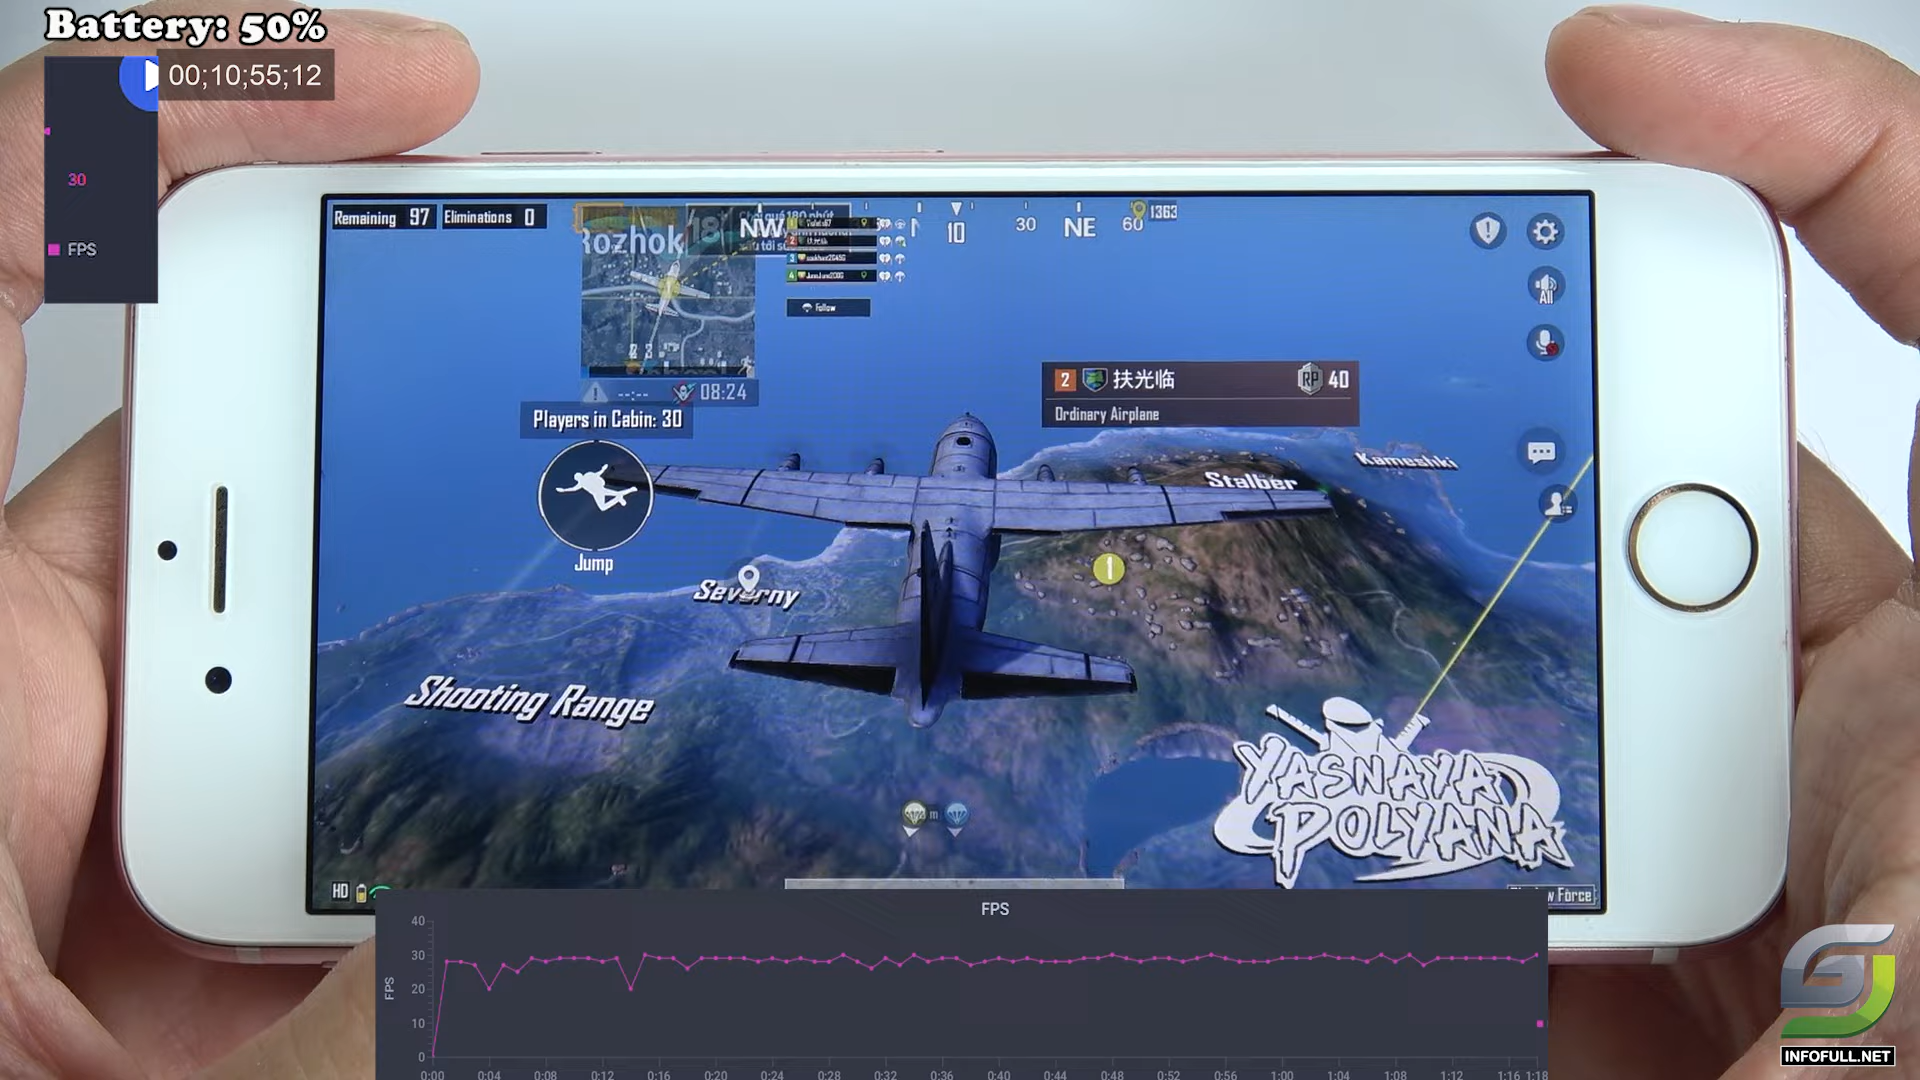 Battery: 50%
00;10;55;12
30
FPS
Remaining 97
Eliminations 0
Rozhok
NW
10
30
NE
60
1363
Follow
08:24
Players in Cabin: 30
Jump
2 扶光临
RP 40
Ordinary Airplane
All
Kameshki
Stalber
1
Severny
Shooting Range
YASNAYA
POLYANA
HD
FPS
FPS
40
30
20
10
0
0:00 0:04 0:08 0:12 0:16 0:20 0:24 0:28 0:32 0:36 0:40 0:44 0:48 0:52 0:56 1:00 1:04 1:08 1:12 1:16 1:18
INFOFULL.NET